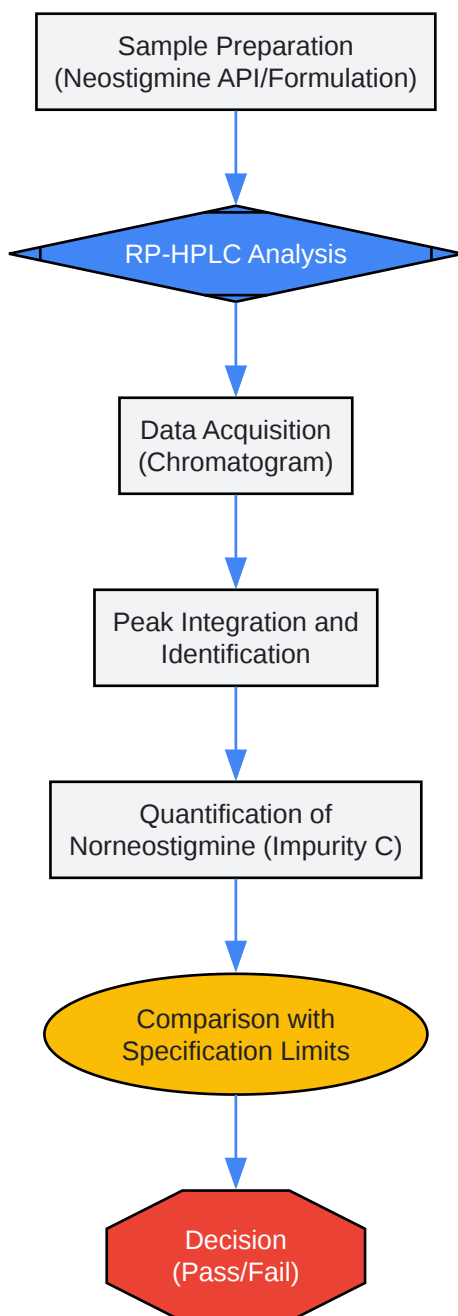 Sample Preparation
(Neostigmine API/Formulation)
RP-HPLC Analysis
Data Acquisition
(Chromatogram)
Peak Integration and
Identification
Quantification of
Norneostigmine (Impurity C)
Comparison with
Specification Limits
Decision
(Pass/Fail)